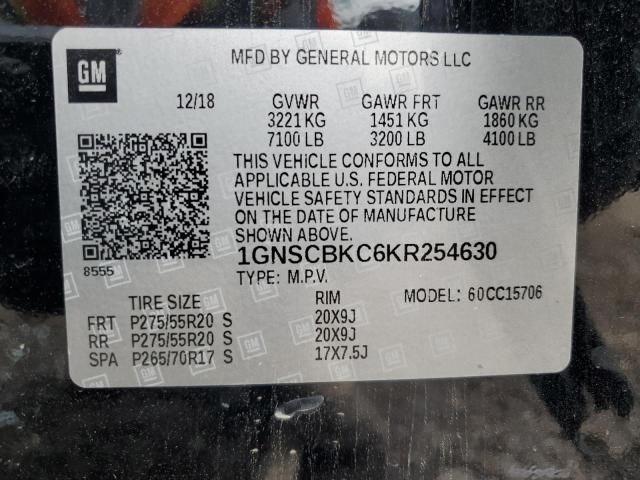 GM
MFD BY GENERAL MOTORS LLC
12/18 GVWR GAWR FRT GAWR RR
3221 KG 1451 KG 1860 KG
7100 LB 3200 LB 4100 LB
THIS VEHICLE CONFORMS TO ALL
APPLICABLE U.S. FEDERAL MOTOR
VEHICLE SAFETY STANDARDS IN EFFECT
ON THE DATE OF MANUFACTURE
SHOWN ABOVE.
8555
1GNSCBKC6KR254630
TYPE: M.P.V.
TIRE SIZE RIM MODEL: 60CC15706
FRT P275/55R20 S 20X9J
RR P275/55R20 S 20X9J
SPA P265/70R17 S 17X7.5J